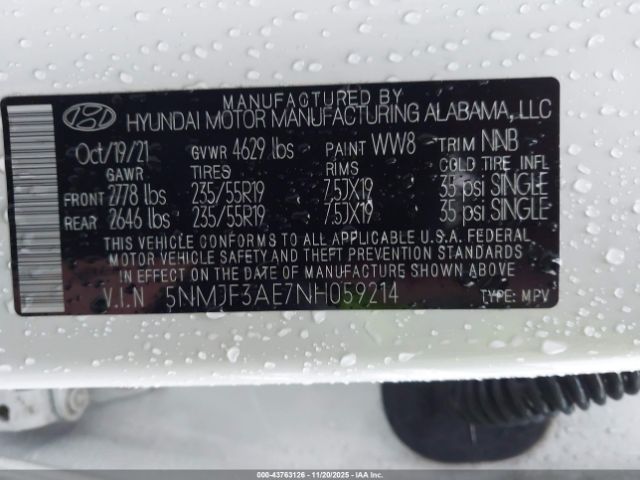 MANUFACTURED BY
HYUNDAI MOTOR MANUFACTURING ALABAMA, LLC
Oct/19/21 GVWR 4629 lbs PAINT WW8 TRIM NNB
GAWR TIRES RIMS COLD TIRE INFL
FRONT 2778 lbs 235/55R19 7.5JX19 35 psi SINGLE
REAR 2646 lbs 235/55R19 7.5JX19 35 psi SINGLE
THIS VEHICLE CONFORMS TO ALL APPLICABLE U.S.A. FEDERAL
MOTOR VEHICLE SAFETY AND THEFT PREVENTION STANDARDS
IN EFFECT ON THE DATE OF MANUFACTURE SHOWN ABOVE.
V.I.N 5NMJF3AE7NH059214 TYPE: MPV
000-43763126 - 11/20/2025 - IAAI.COM